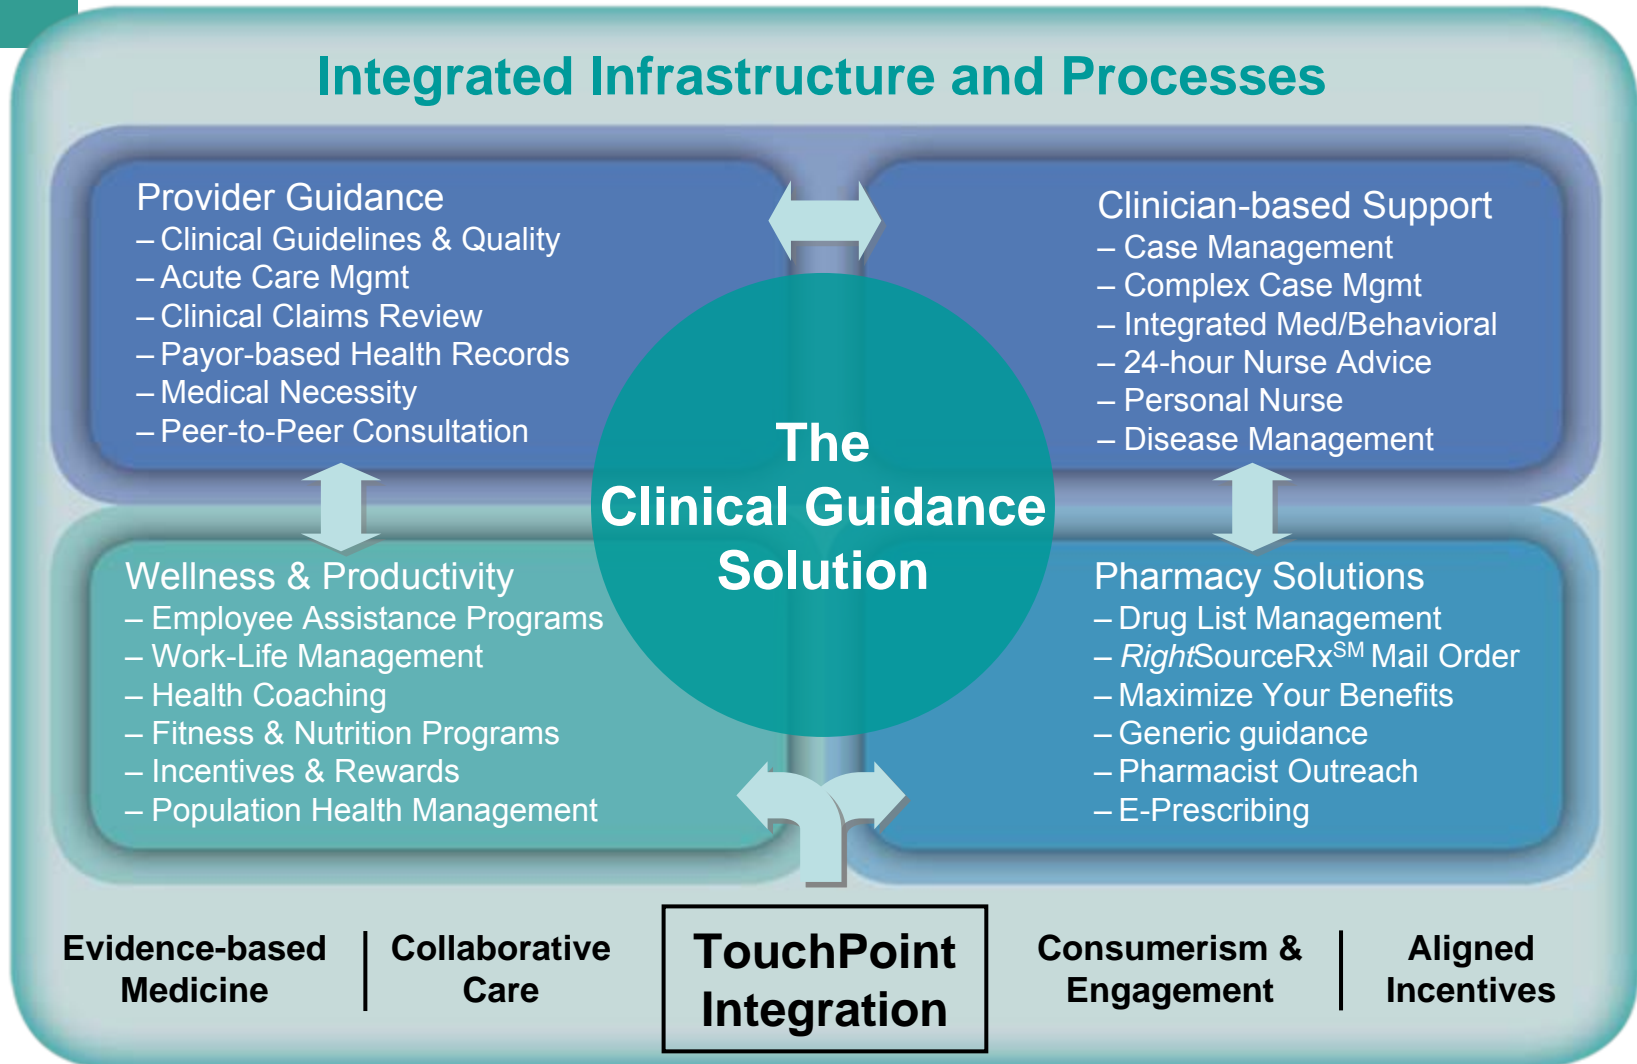 Integrated Infrastructure and Processes
Provider Guidance
– Clinical Guidelines & Quality
– Acute Care Mgmt
– Clinical Claims Review
– Payor-based Health Records
– Medical Necessity
– Peer-to-Peer Consultation
Clinician-based Support
– Case Management
– Complex Case Mgmt
– Integrated Med/Behavioral
– 24-hour Nurse Advice
– Personal Nurse
– Disease Management
The
Clinical Guidance
Solution
Wellness & Productivity
– Employee Assistance Programs
– Work-Life Management
– Health Coaching
– Fitness & Nutrition Programs
– Incentives & Rewards
– Population Health Management
Pharmacy Solutions
– Drug List Management
– RightSourceRx℠ Mail Order
– Maximize Your Benefits
– Generic guidance
– Pharmacist Outreach
– E-Prescribing
Evidence-based
Medicine
Collaborative
Care
TouchPoint
Integration
Consumerism &
Engagement
Aligned
Incentives